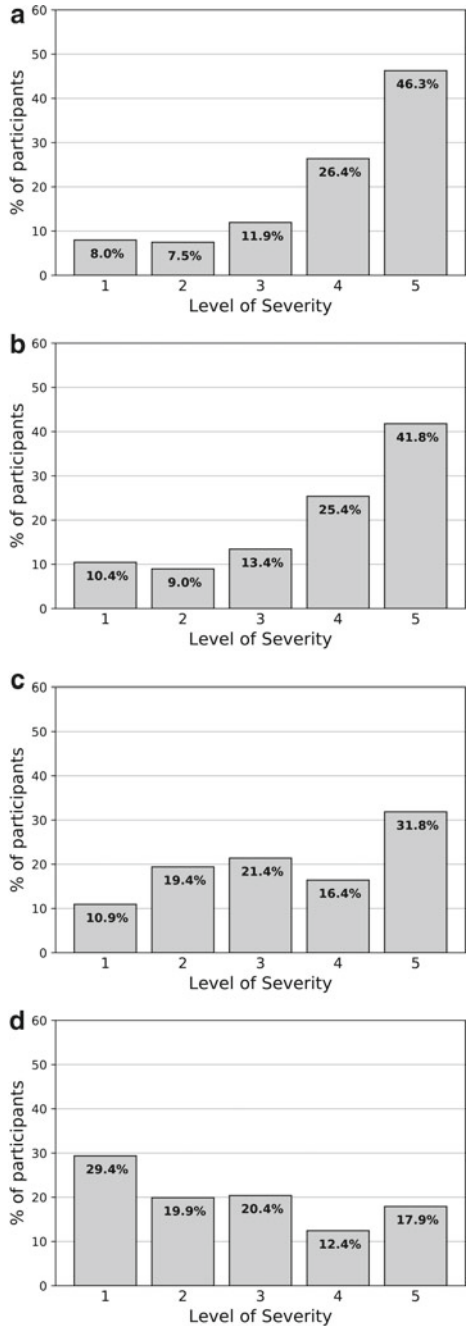 a
60
50
40
30
20
10
0
% of participants
8.0% 7.5% 11.9% 26.4% 46.3%
1 2 3 4 5
Level of Severity
b
60
50
40
30
20
10
0
% of participants
10.4% 9.0% 13.4% 25.4% 41.8%
1 2 3 4 5
Level of Severity
c
60
50
40
30
20
10
0
% of participants
10.9% 19.4% 21.4% 16.4% 31.8%
1 2 3 4 5
Level of Severity
d
60
50
40
30
20
10
0
% of participants
29.4% 19.9% 20.4% 12.4% 17.9%
1 2 3 4 5
Level of Severity